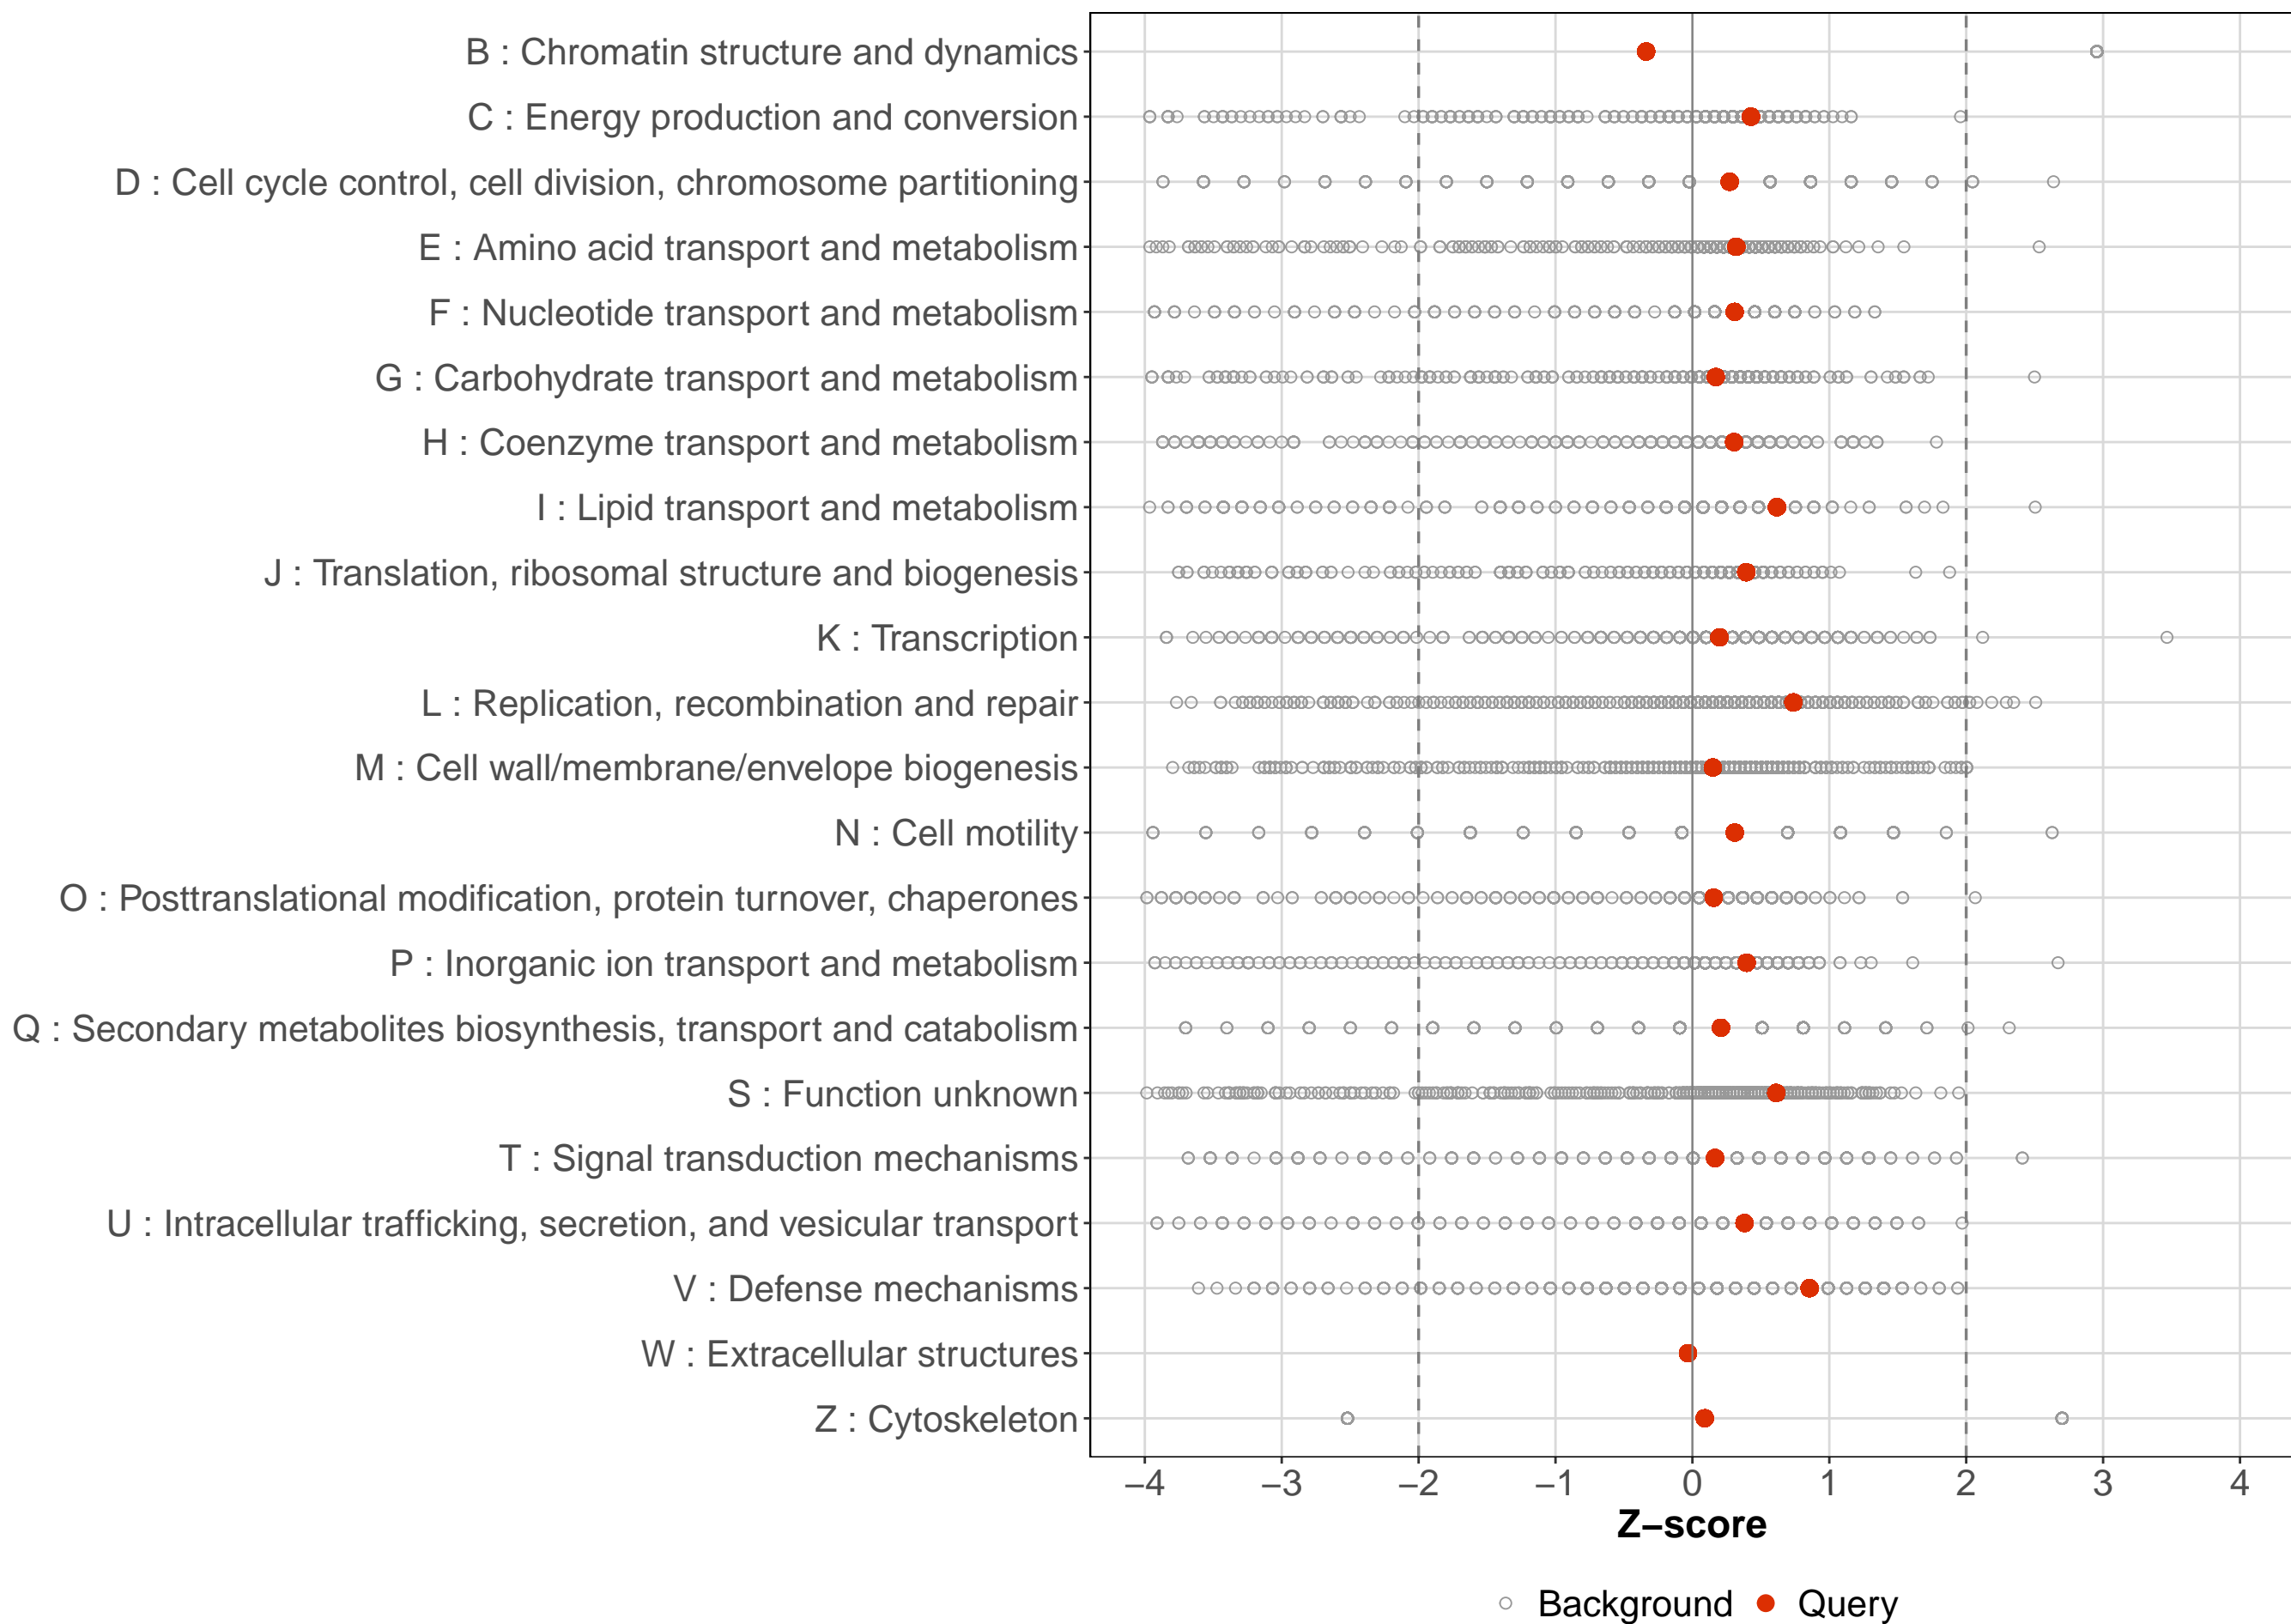 B : Chromatin structure and dynamics
C : Energy production and conversion
D : Cell cycle control, cell division, chromosome partitioning
E : Amino acid transport and metabolism
F : Nucleotide transport and metabolism
G : Carbohydrate transport and metabolism
H : Coenzyme transport and metabolism
I : Lipid transport and metabolism
J : Translation, ribosomal structure and biogenesis
K : Transcription
L : Replication, recombination and repair
M : Cell wall/membrane/envelope biogenesis
N : Cell motility
O : Posttranslational modification, protein turnover, chaperones
P : Inorganic ion transport and metabolism
Q : Secondary metabolites biosynthesis, transport and catabolism
S : Function unknown
T : Signal transduction mechanisms
U : Intracellular trafficking, secretion, and vesicular transport
V : Defense mechanisms
W : Extracellular structures
Z : Cytoskeleton
−4 −3 −2 −1 0 1 2 3 4
Z−score
Background Query